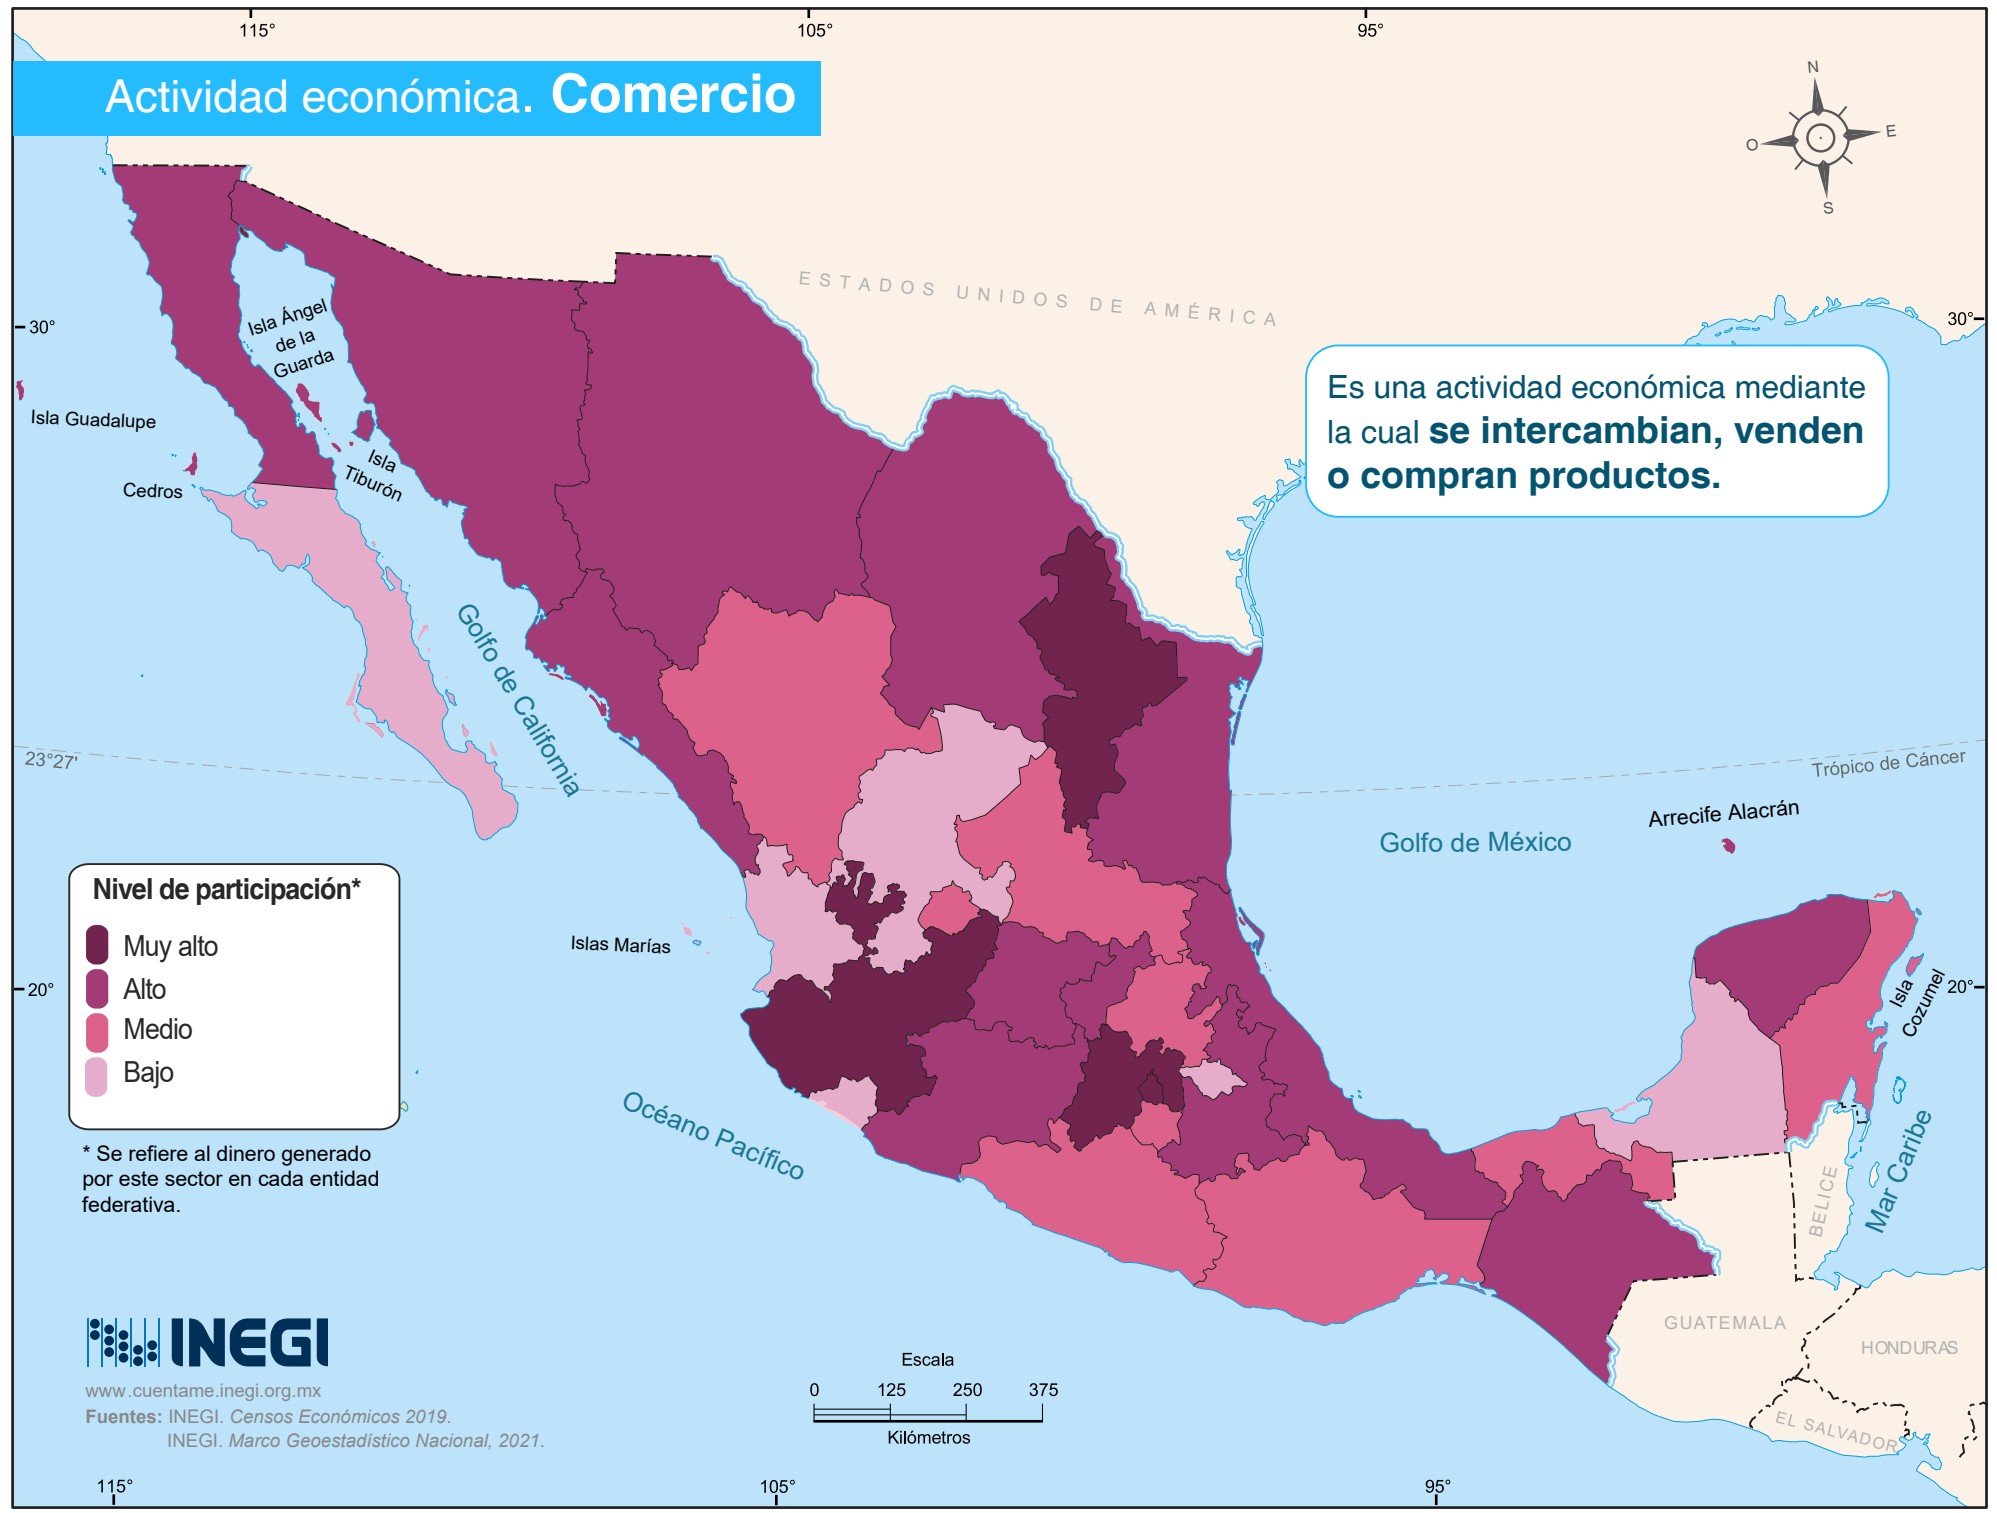 115°
105°
95°
Actividad económica. Comercio
N
E
O
S
ESTADOS UNIDOS DE AMÉRICA
30°
30°
Isla Ángel
de la
Guarda
Es una actividad económica mediante
la cual se intercambian, venden
o compran productos.
Isla Guadalupe
Isla
Tiburón
Cedros
Golfo de California
23°27'
Trópico de Cáncer
Arrecife Alacrán
Golfo de México
Nivel de participación*
Muy alto
Alto
Medio
Bajo
Islas Marías
20°
20°
Isla
Cozumel
Océano Pacífico
* Se refiere al dinero generado
por este sector en cada entidad
federativa.
BELICE
Mar Caribe
GUATEMALA
HONDURAS
EL SALVADOR
INEGI
www.cuentame.inegi.org.mx
Fuentes: INEGI. Censos Económicos 2019.
INEGI. Marco Geoestadístico Nacional, 2021.
Escala
0 125 250 375
Kilómetros
115°
105°
95°